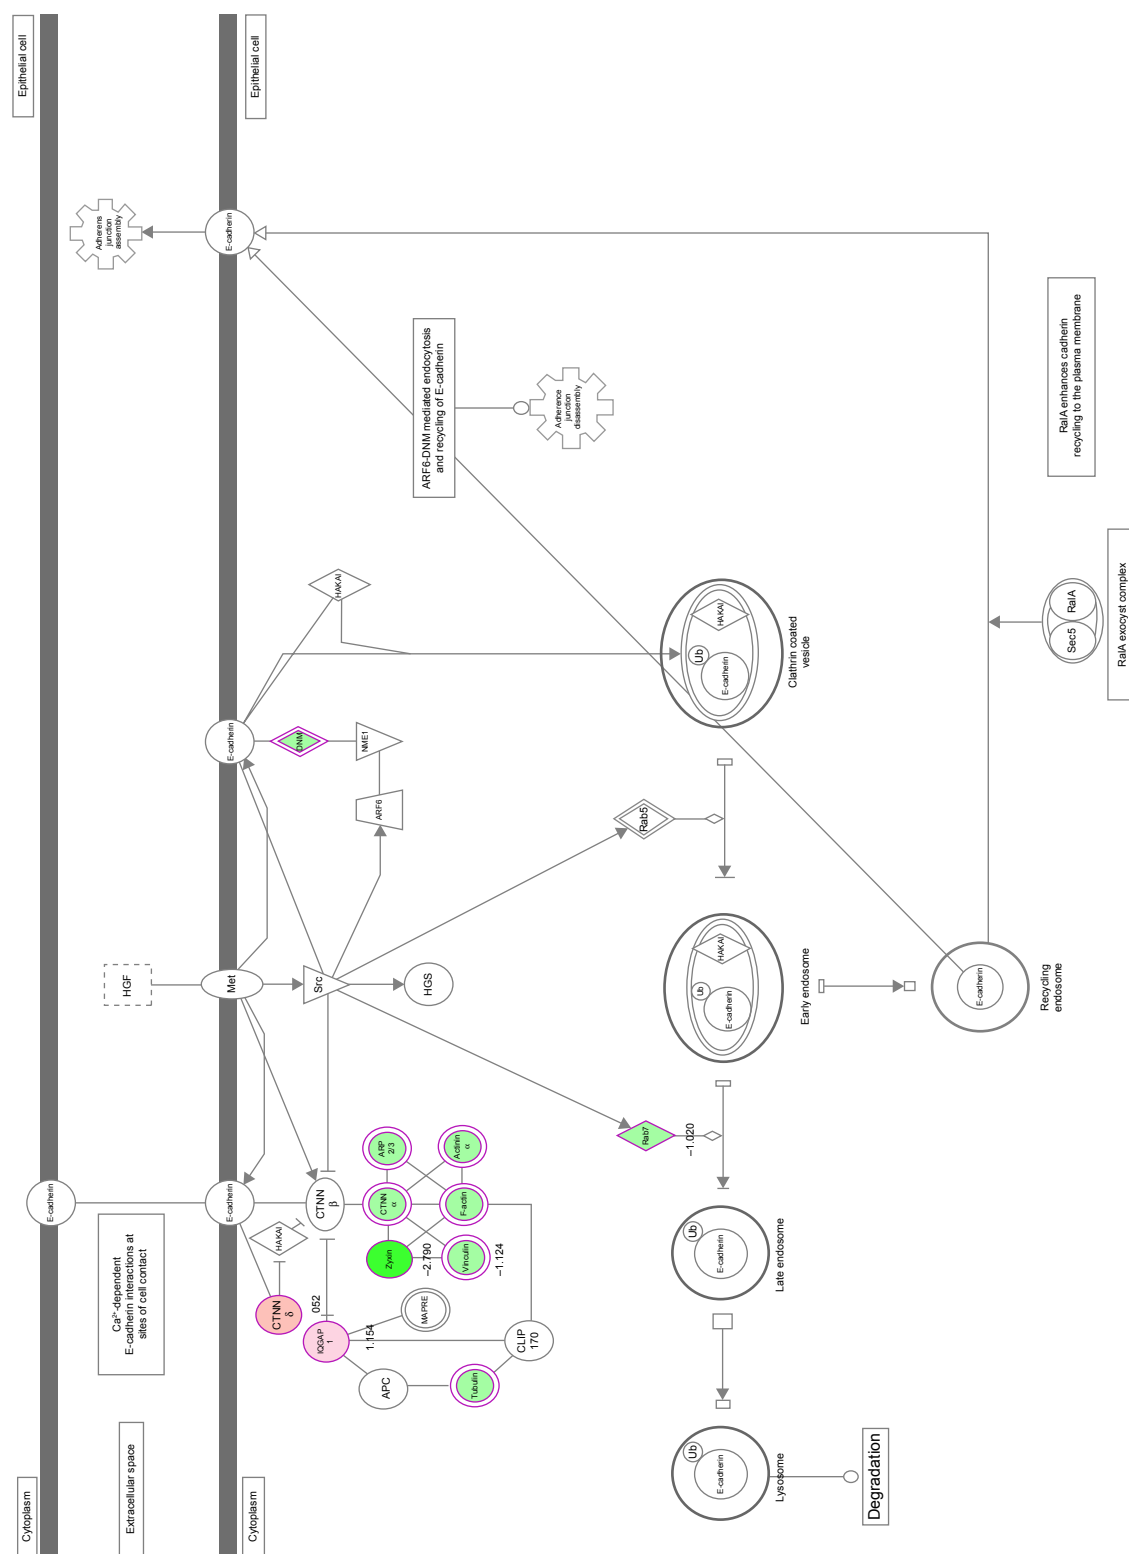 Cytoplasm
Epithelial cell
E-cadherin
Extracellular space
Ca²⁺-dependent
E-cadherin interactions at
sites of cell contact
HGF
Adherens
junction
assembly
Cytoplasm
Epithelial cell
E-cadherin
Met
E-cadherin
E-cadherin
CTNN
δ
HAKAI
CTNN
β
Src
DNM
HAKAI
052
IQGAP
1
1.154
APC
MAPRE
Zyxin
−2.790
CTNN
α
ARP
2/3
HGS
ARF6
NME1
Tubulin
CLIP
170
Vinculin
−1.124
F-actin
Actinin
α
ARF6-DNM mediated endocytosis
and recycling of E-cadherin
Adherence
junction
disassembly
Rab7
−1.020
Rab5
Ub
E-cadherin
Lysosome
Ub
E-cadherin
Late endosome
Ub
E-cadherin
HAKAI
Early endosome
Ub
E-cadherin
HAKAI
Clathrin coated
vesicle
Degradation
E-cadherin
Recycling
endosome
Sec5
RalA
RalA exocyst complex
RalA enhances cadherin
recycling to the plasma membrane